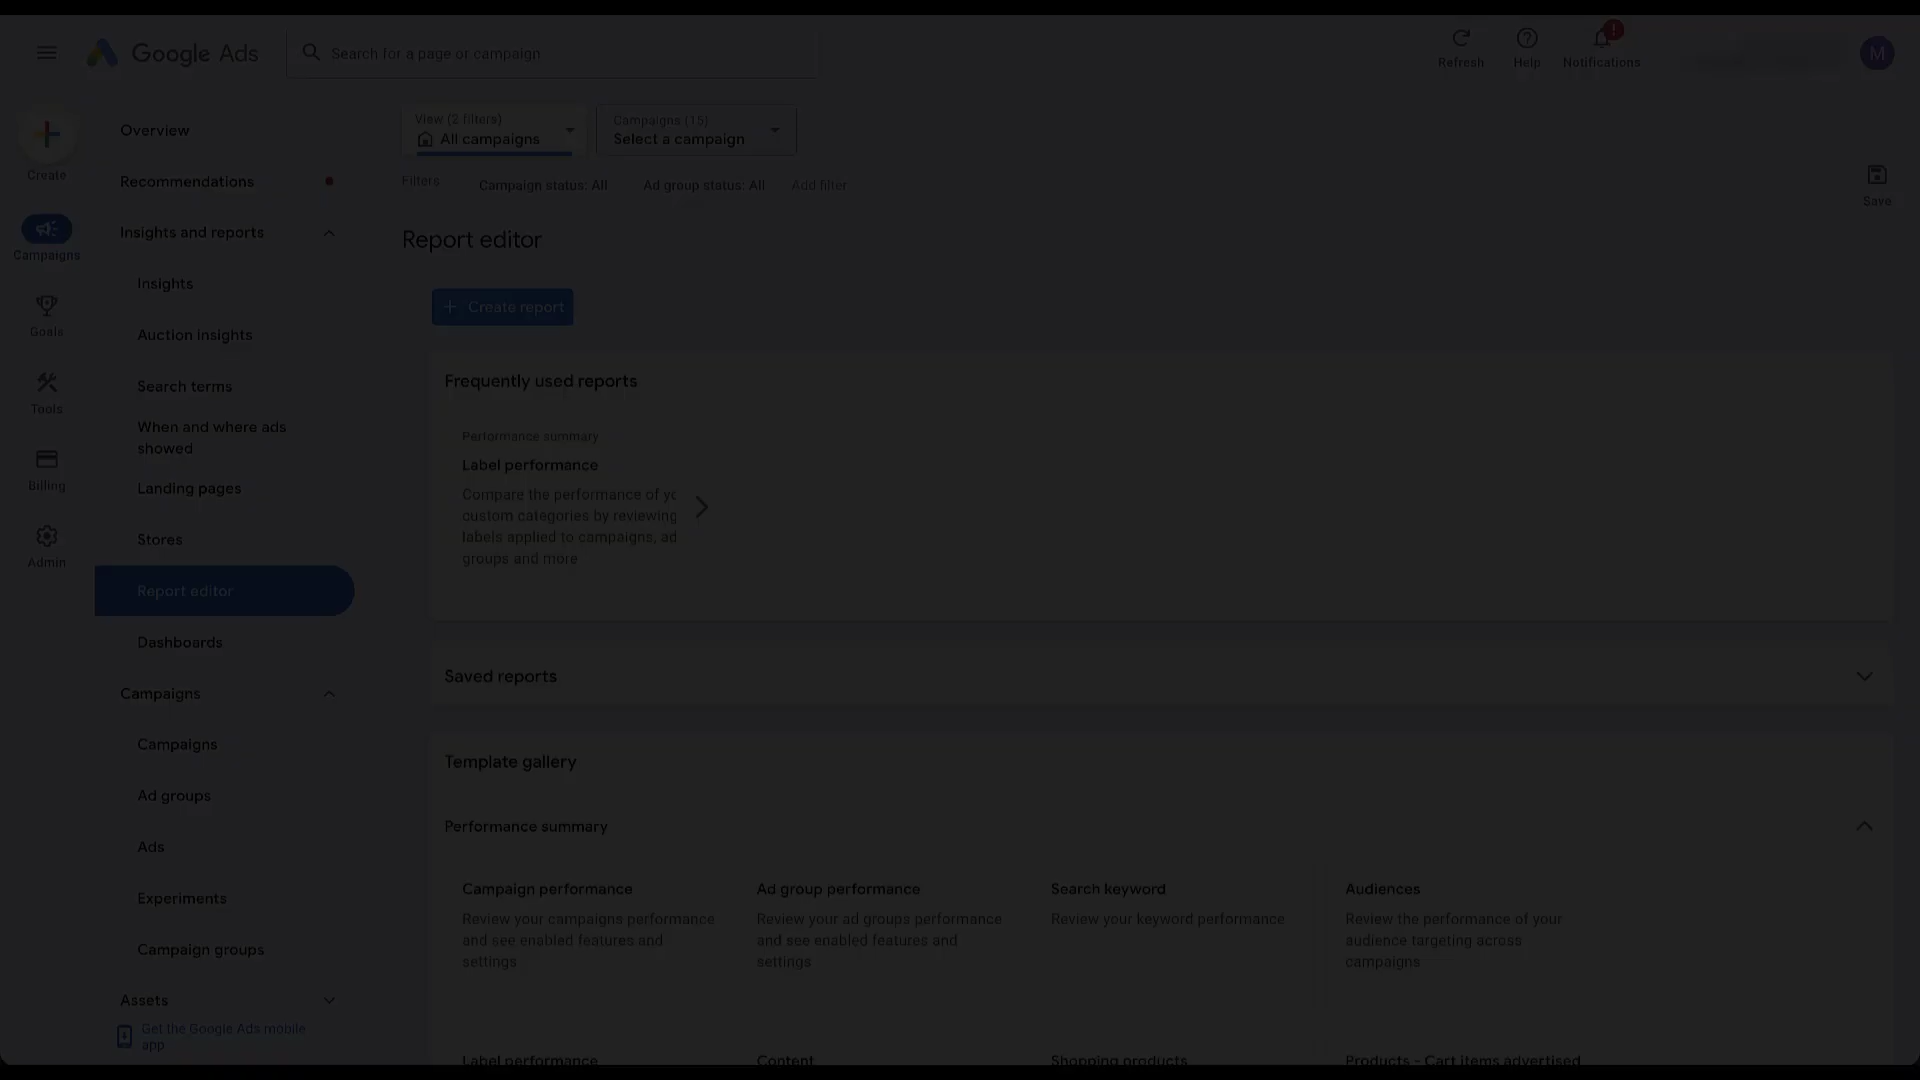 Google Ads
Search for a page or campaign
Refresh
Help
!
Notifications
M
Create
Campaigns
Goals
Tools
Billing
Admin
Overview
Recommendations
Insights and reports
Insights
Auction insights
Search terms
When and where ads
showed
Landing pages
Stores
Report editor
Dashboards
Campaigns
Campaigns
Ad groups
Ads
Experiments
Campaign groups
Assets
Get the Google Ads mobile
app
View (2 filters)
All campaigns
Campaigns (15)
Select a campaign
Filters
Campaign status: All
Ad group status: All
Add filter
Save
Report editor
Create report
Frequently used reports
Performance summary
Label performance
Compare the performance of yo
custom categories by reviewing
labels applied to campaigns, ad
groups and more
Saved reports
Template gallery
Performance summary
Campaign performance
Review your campaigns performance
and see enabled features and
settings
Ad group performance
Review your ad groups performance
and see enabled features and
settings
Search keyword
Review your keyword performance
Audiences
Review the performance of your
audience targeting across
campaigns
Label performance
Content
Shopping products
Products - Cart items advertised